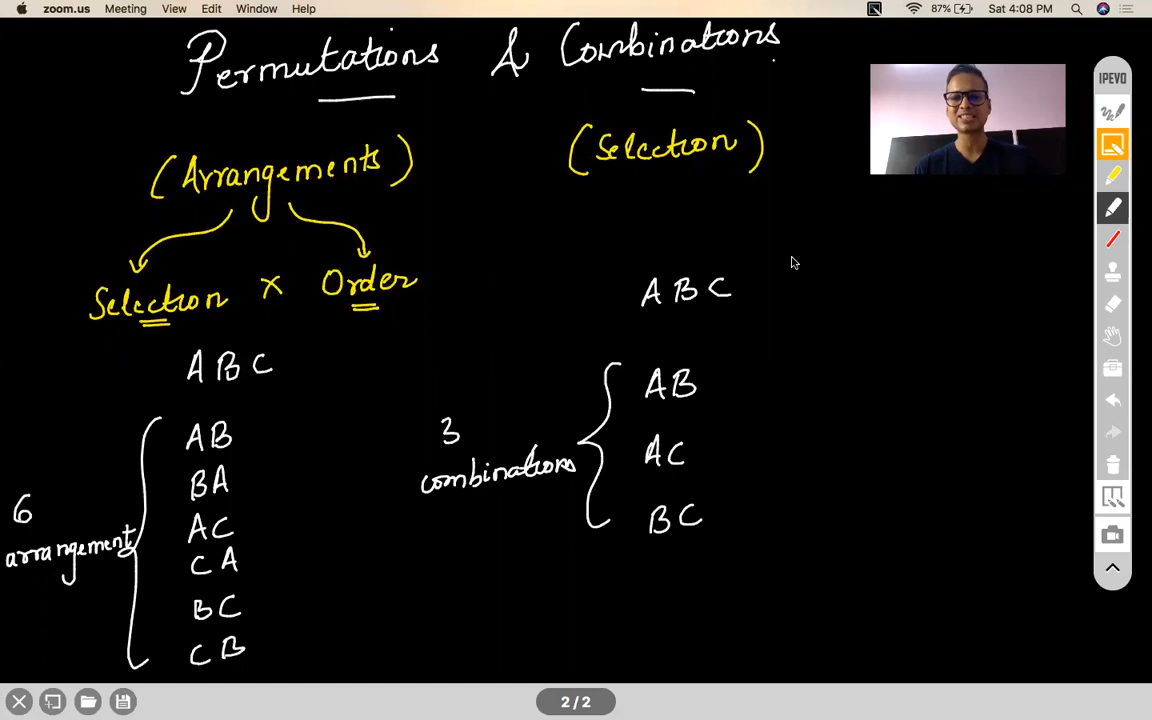 zoom.us Meeting View Edit Window Help 87% Sat 4:08 PM
Permutations & Combinations
IPEVO
(Arrangements) (Selection)
Selection x Order
A B C
A B C
AB
BA
AC
CA
BC
CB
6
arrangement
3
combinations
AB
AC
BC
2/2